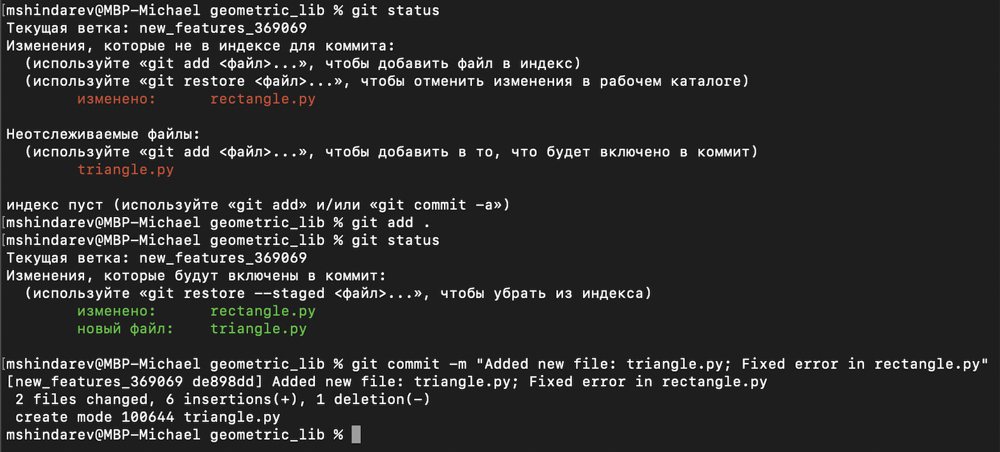 [mshindarev@MBP-Michael geometric_lib % git status
Текущая ветка: new_features_369069
Изменения, которые не в индексе для коммита:
  (используйте «git add <файл>...», чтобы добавить файл в индекс)
  (используйте «git restore <файл>...», чтобы отменить изменения в рабочем каталоге)
        изменено:      rectangle.py

Неотслеживаемые файлы:
  (используйте «git add <файл>...», чтобы добавить в то, что будет включено в коммит)
        triangle.py

индекс пуст (используйте «git add» и/или «git commit -a»)
[mshindarev@MBP-Michael geometric_lib % git add .
[mshindarev@MBP-Michael geometric_lib % git status
Текущая ветка: new_features_369069
Изменения, которые будут включены в коммит:
  (используйте «git restore --staged <файл>...», чтобы убрать из индекса)
        изменено:      rectangle.py
        новый файл:    triangle.py

[mshindarev@MBP-Michael geometric_lib % git commit -m "Added new file: triangle.py; Fixed error in rectangle.py"
[new_features_369069 de898dd] Added new file: triangle.py; Fixed error in rectangle.py
 2 files changed, 6 insertions(+), 1 deletion(-)
 create mode 100644 triangle.py
mshindarev@MBP-Michael geometric_lib %